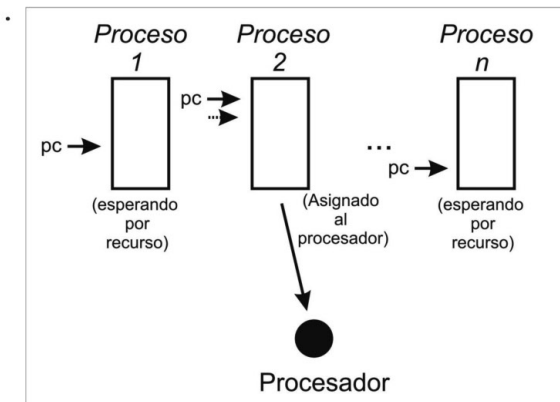 Proceso
1
Proceso
2
Proceso
n
pc
pc
...
pc
(esperando
por
recurso)
(Asignado
al
procesador)
(esperando
por
recurso)
Procesador